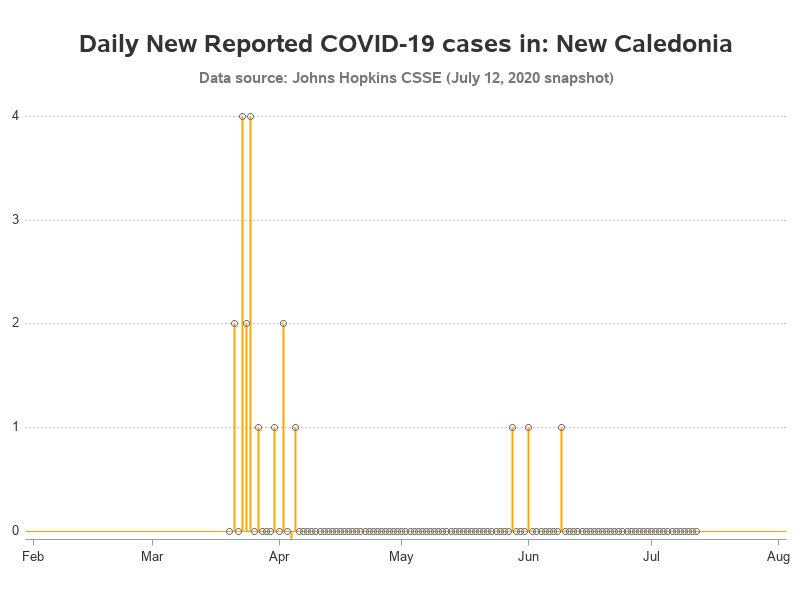 Daily New Reported COVID-19 cases in: New Caledonia
Data source: Johns Hopkins CSSE (July 12, 2020 snapshot)
4
3
2
1
0
Feb Mar Apr May Jun Jul Aug